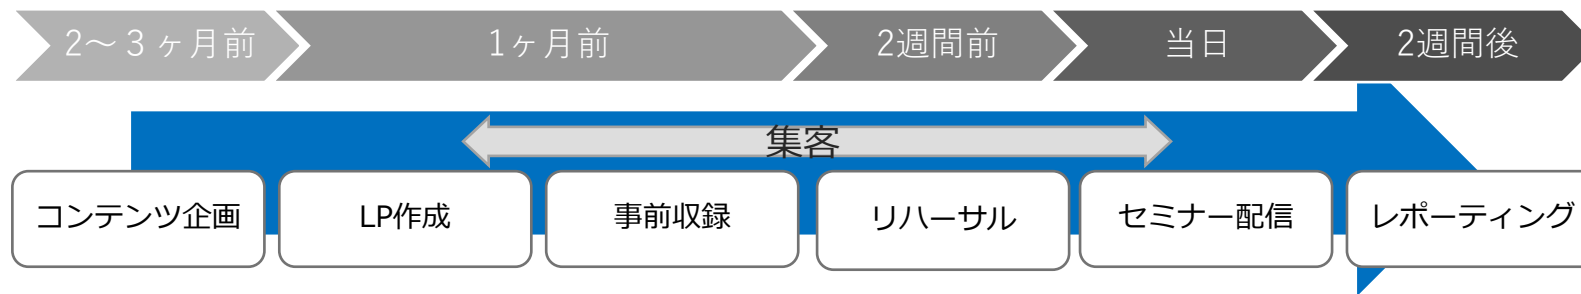 2～３ヶ月前
1ヶ月前
2週間前
当日
2週間後
集客
コンテンツ企画
LP作成
事前収録
リハーサル
セミナー配信
レポーティング